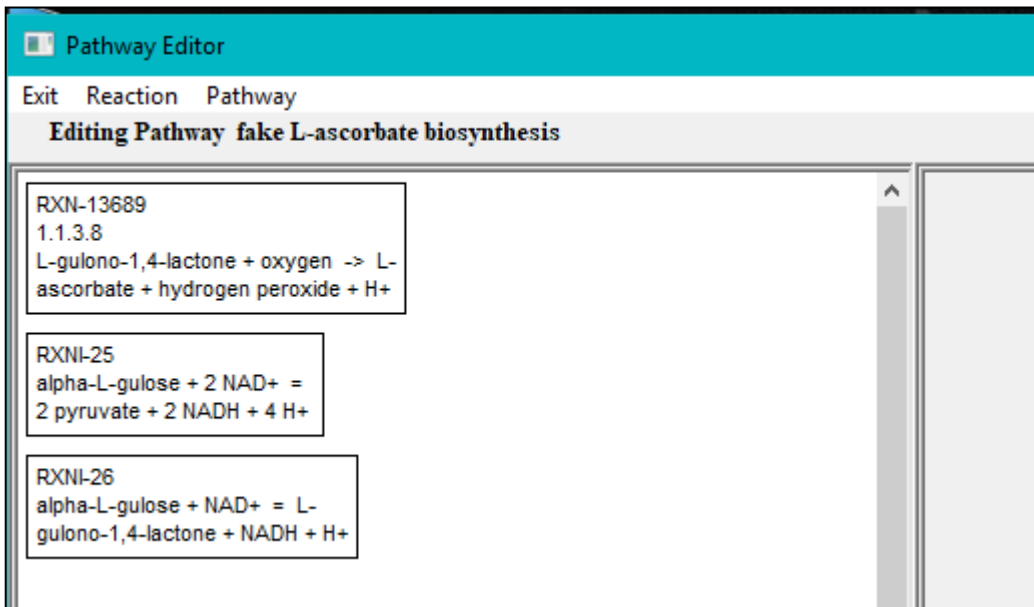 Pathway Editor
Exit Reaction Pathway
Editing Pathway fake L-ascorbate biosynthesis
RXN-13689
1.1.3.8
L-gulono-1,4-lactone + oxygen -> L-
ascorbate + hydrogen peroxide + H+
RXNI-25
alpha-L-gulose + 2 NAD+ =
2 pyruvate + 2 NADH + 4 H+
RXNI-26
alpha-L-gulose + NAD+ = L-
gulono-1,4-lactone + NADH + H+